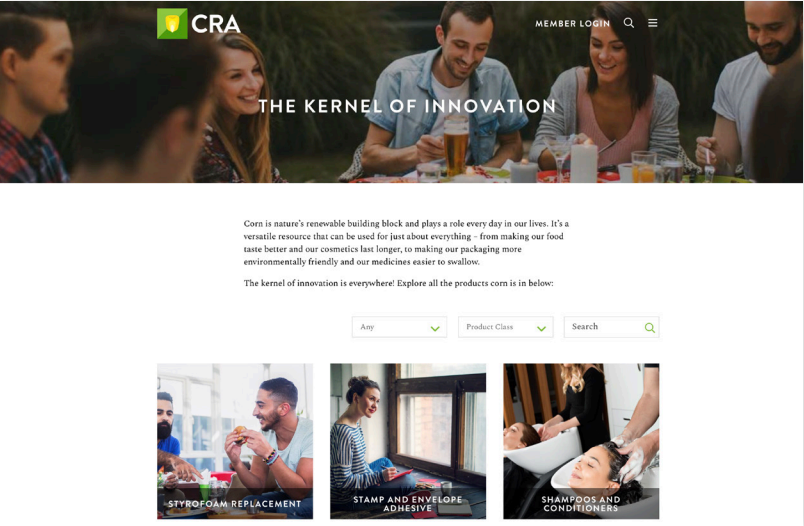 CRA
MEMBER LOGIN
THE KERNEL OF INNOVATION
Corn is nature's renewable building block and plays a role every day in our lives. It's a
versatile resource that can be used for just about everything – from making our food
taste better and our cosmetics last longer, to making our packaging more
environmentally friendly and our medicines easier to swallow.
The kernel of innovation is everywhere! Explore all the products corn is in below:
Any
Product Class
Search
STYROFOAM REPLACEMENT
STAMP AND ENVELOPE
ADHESIVE
SHAMPOOS AND
CONDITIONERS